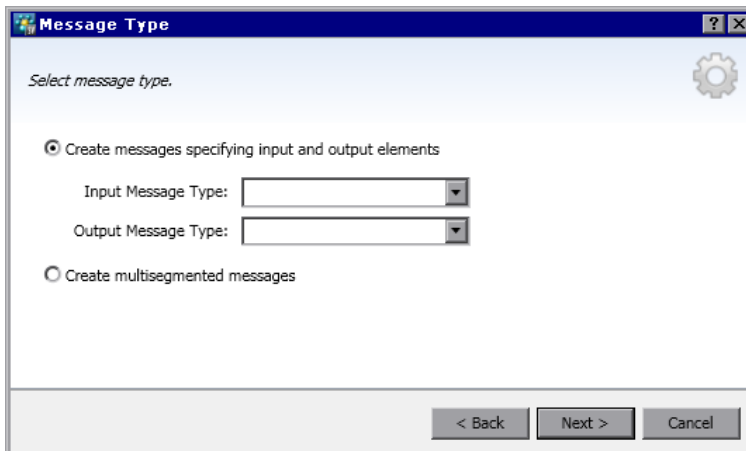 Message Type
Select message type.
Create messages specifying input and output elements
Input Message Type:
Output Message Type:
Create multisegmented messages
< Back Next > Cancel